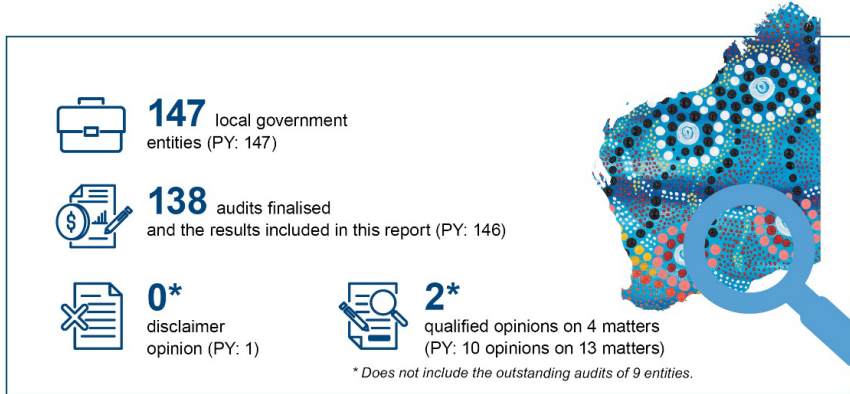 147 local government
entities (PY: 147)
138 audits finalised
and the results included in this report (PY: 146)
0*
disclaimer
opinion (PY: 1)
2*
qualified opinions on 4 matters
(PY: 10 opinions on 13 matters)
* Does not include the outstanding audits of 9 entities.
$